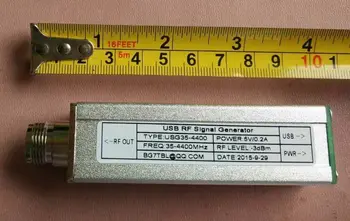 1 16FEET 2 3 4
5m 1 2 3 4 5 6 7 8 9 10 1
USB RF Signal Generator
<-RF OUT
TYPE:USG35-4400 POWER:5V/0.2A
FREQ:35-4400MHz RF LEVEL:-3dBm
BG7TBL@QQ.COM DATE:2015-9-29
USB->
PWR->